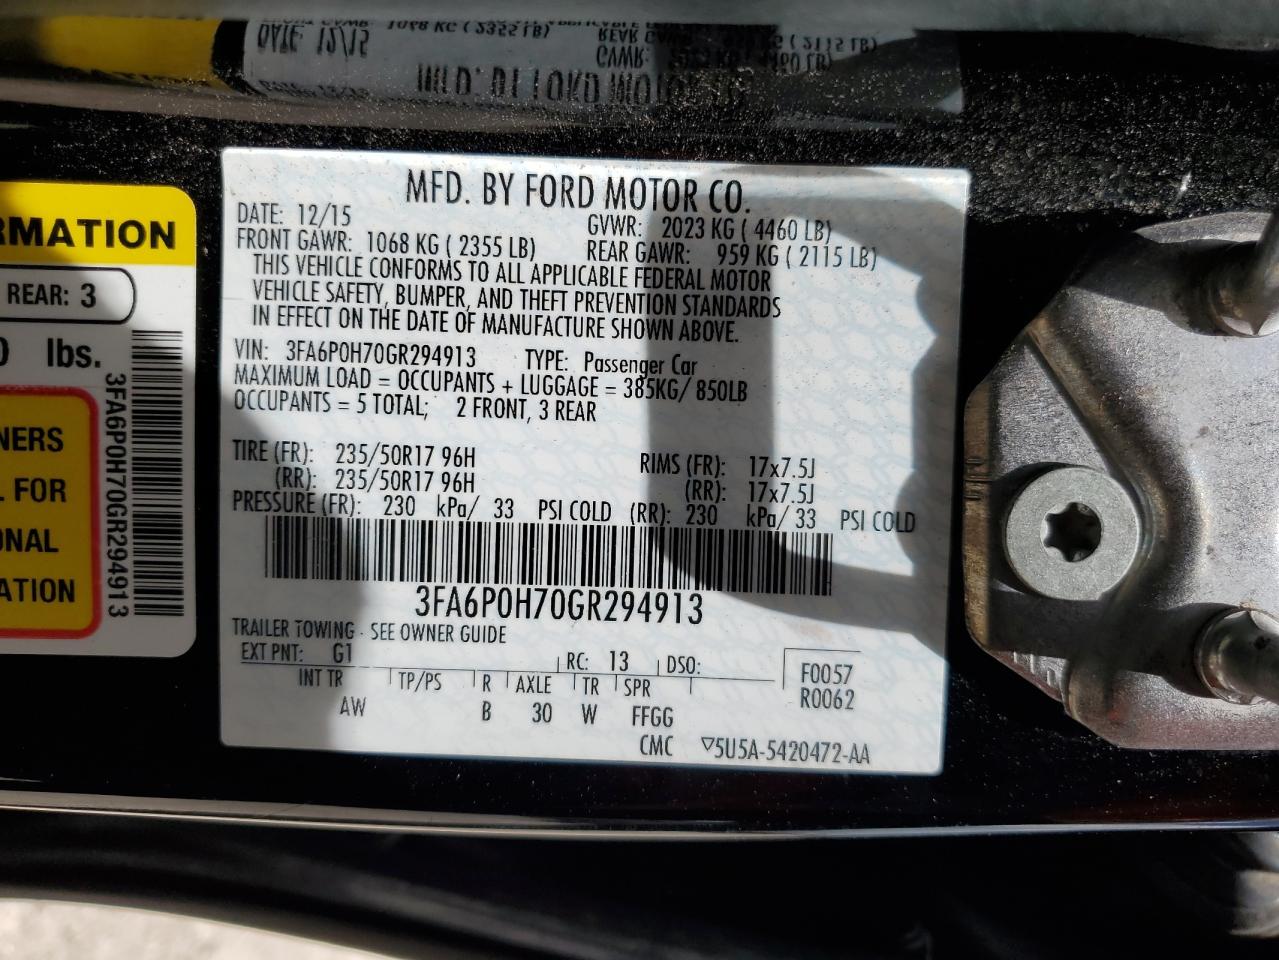 MFD. BY FORD MOTOR CO.
DATE: 12/15 GVWR: 2023 KG ( 4460 LB)
FRONT GAWR: 1068 KG ( 2355 LB) REAR GAWR: 959 KG ( 2115 LB)
THIS VEHICLE CONFORMS TO ALL APPLICABLE FEDERAL MOTOR
VEHICLE SAFETY, BUMPER, AND THEFT PREVENTION STANDARDS
IN EFFECT ON THE DATE OF MANUFACTURE SHOWN ABOVE.
VIN: 3FA6P0H70GR294913 TYPE: Passenger Car
MAXIMUM LOAD = OCCUPANTS + LUGGAGE = 385KG/ 850LB
OCCUPANTS = 5 TOTAL; 2 FRONT, 3 REAR
TIRE (FR): 235/50R17 96H RIMS (FR): 17x7.5J
(RR): 235/50R17 96H (RR): 17x7.5J
PRESSURE (FR): 230 kPa/ 33 PSI COLD (RR): 230 kPa/ 33 PSI COLD
3FA6P0H70GR294913
TRAILER TOWING - SEE OWNER GUIDE
EXT PNT: G1 RC: 13 DSO: F0057
INT TR TP/PS R AXLE TR SPR R0062
AW B 30 W FFGG
CMC ▽5U5A-5420472-AA
RMATION
REAR: 3
0 lbs.
3FA6P0H70GR294913
NERS
L FOR
ONAL
ATION